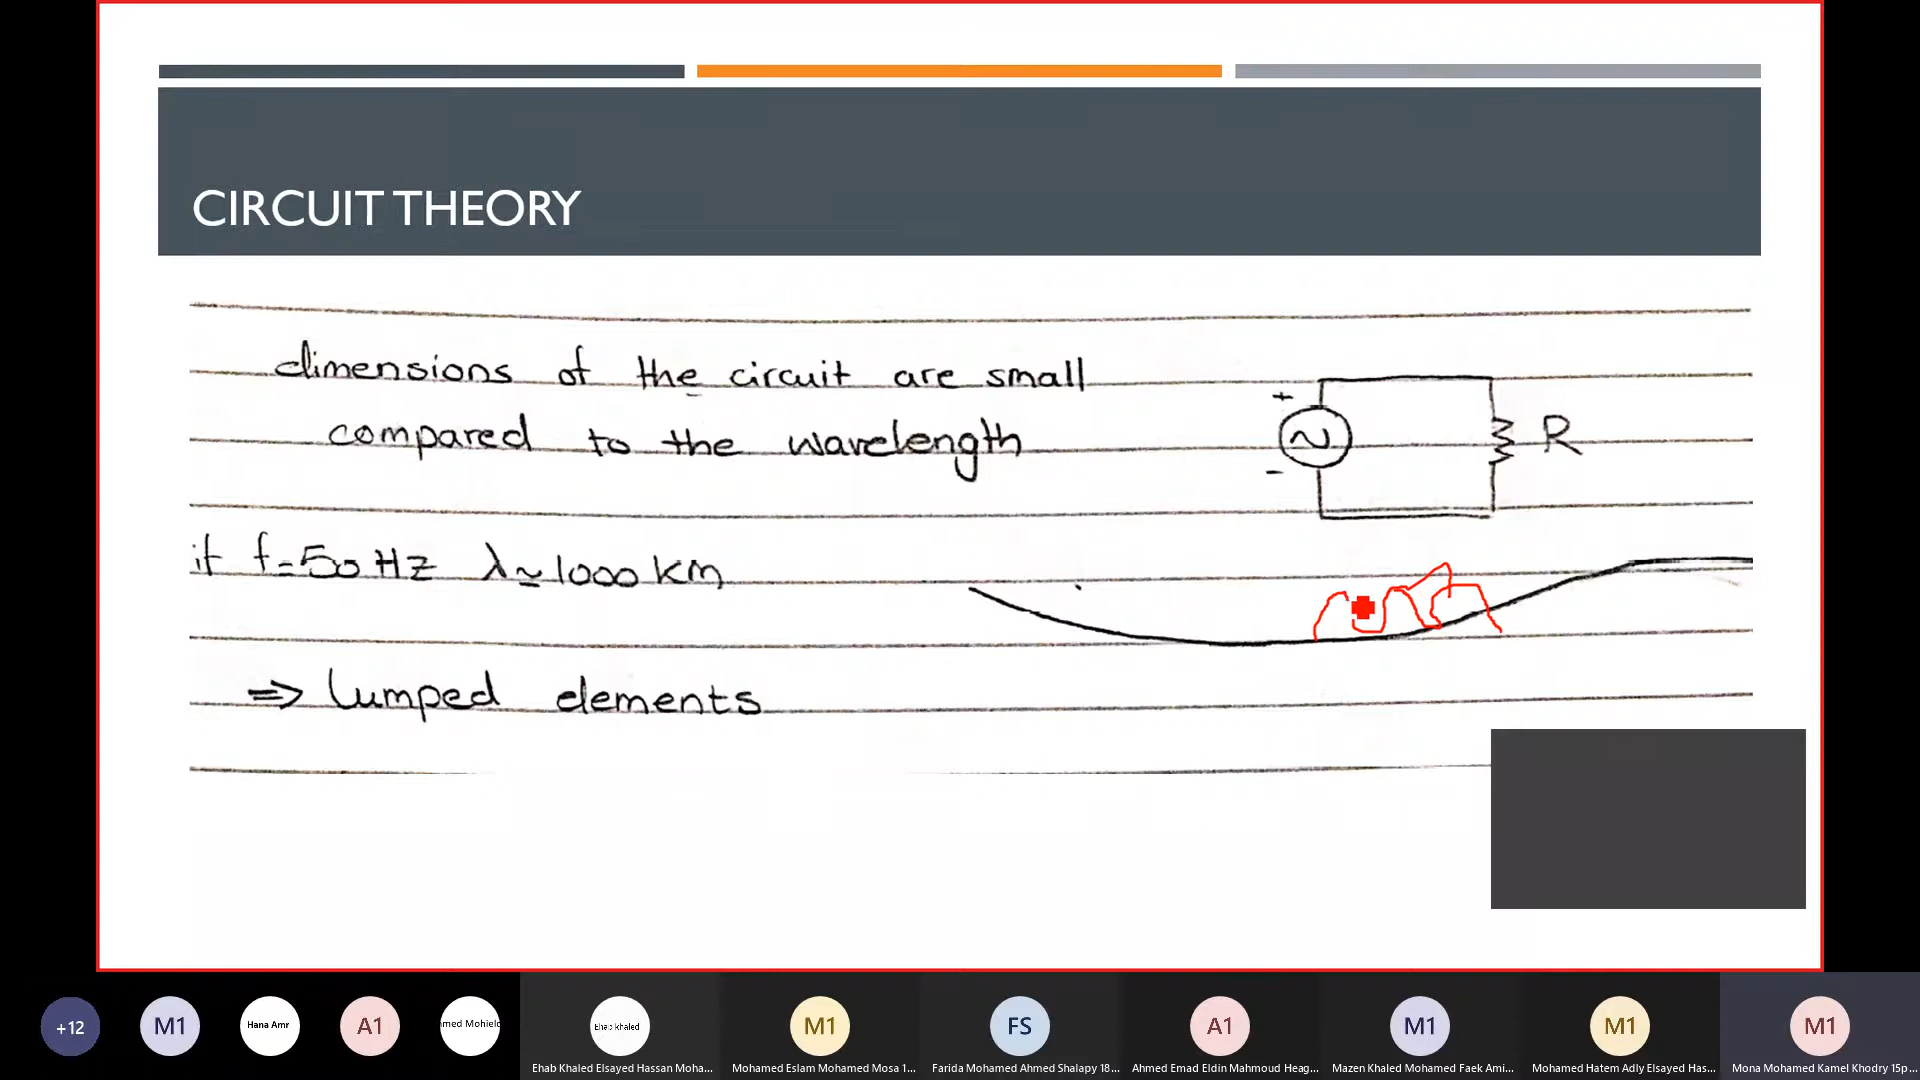 CIRCUIT THEORY
dimensions of the circuit are small
compared to the wavelength
+
R
-
if f=50 Hz λ ≃ 1000 km
⇒ lumped elements
+12
M1
Hana Amr
A1
Ehab khaled
Ehab Khaled Elsayed Hassan Moha...
M1
Mohamed Eslam Mohamed Mosa 1...
FS
Farida Mohamed Ahmed Shalapy 18...
A1
Ahmed Emad Eldin Mahmoud Heag...
M1
Mazen Khaled Mohamed Faek Ami...
M1
Mohamed Hatem Adly Elsayed Has...
M1
Mona Mohamed Kamel Khodry 15p...